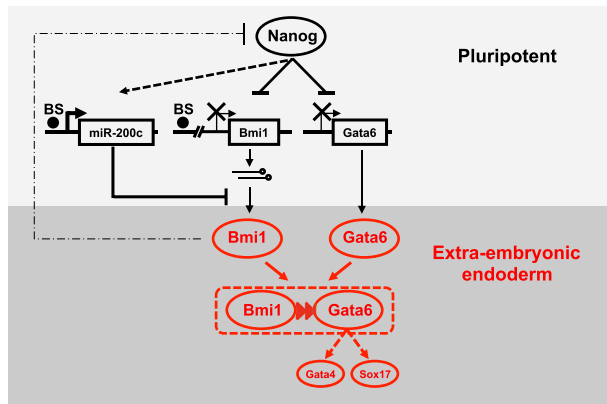 Nanog
Pluripotent
BS
BS
miR-200c
Bmi1
Gata6
Bmi1
Gata6
Extra-embryonic
endoderm
Bmi1
Gata6
Gata4
Sox17